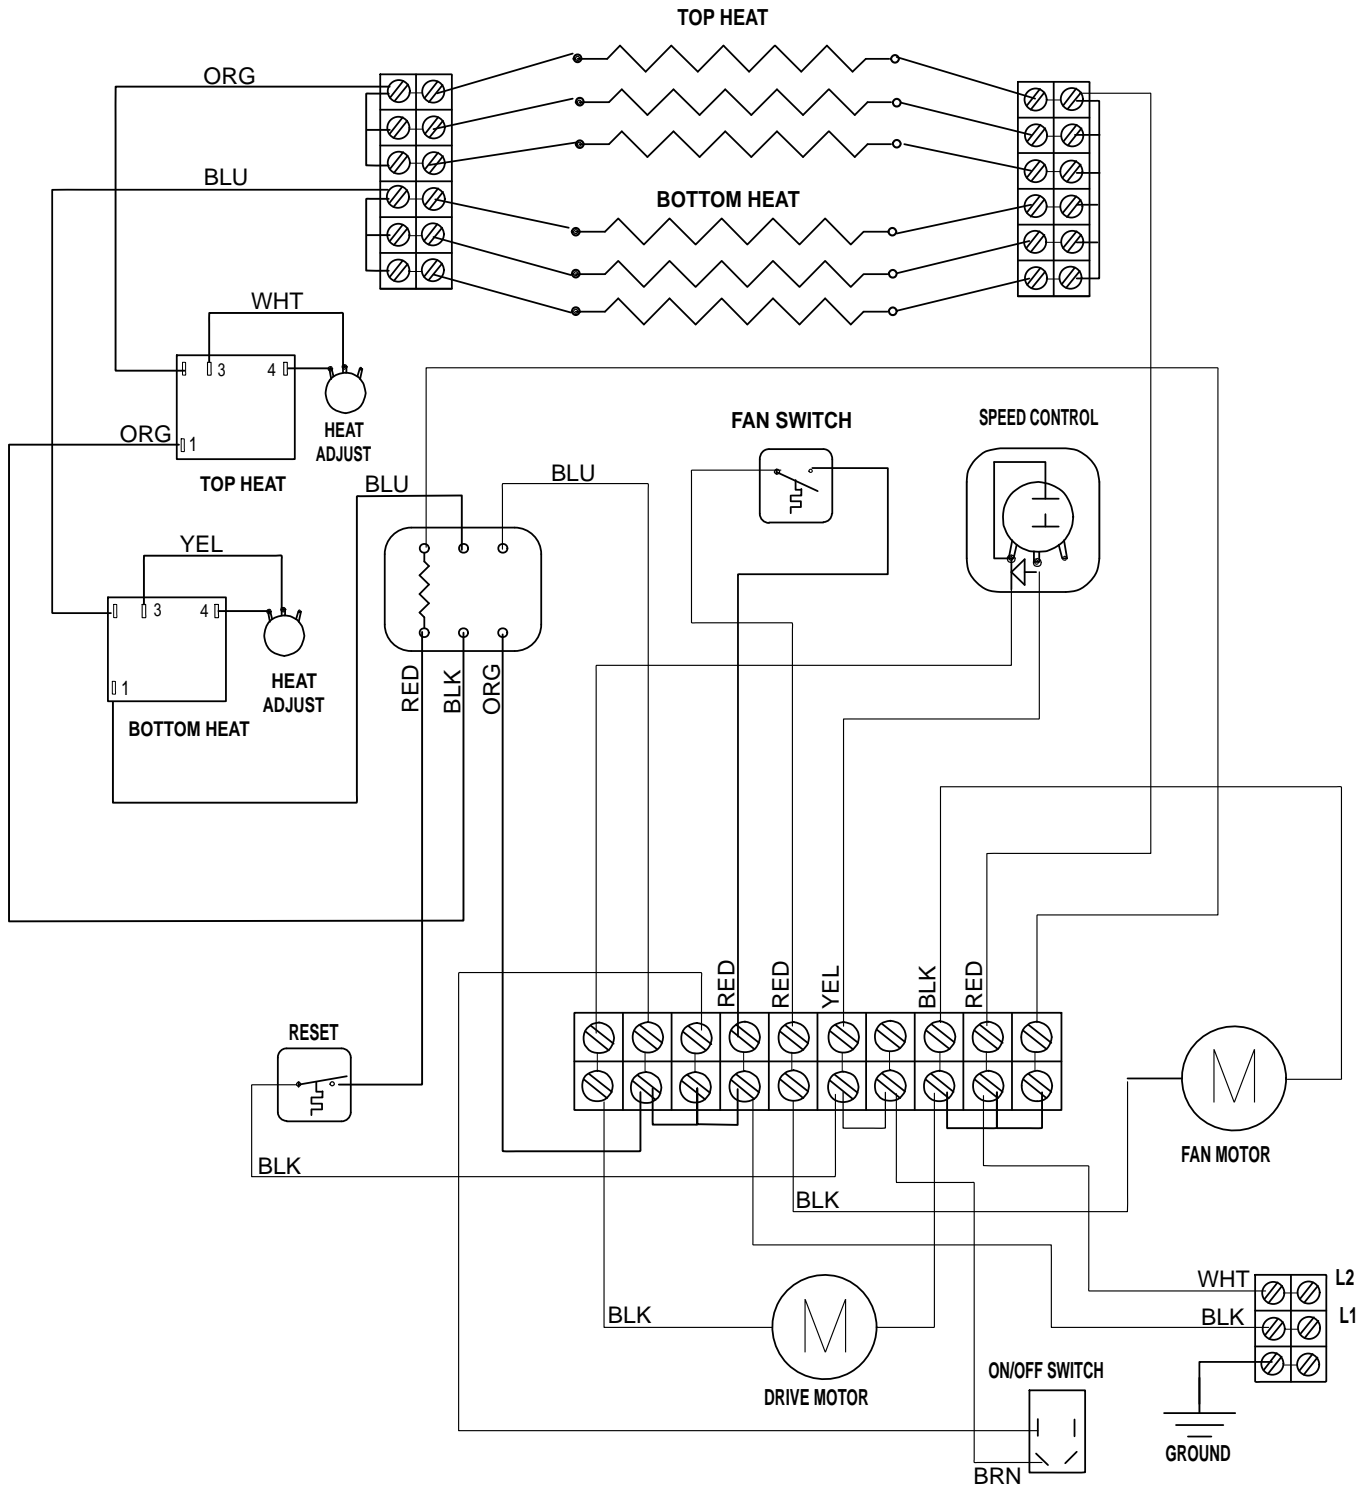 TOP HEAT
ORG
BLU
BOTTOM HEAT
WHT
3
4
HEAT
ADJUST
ORG
1
TOP HEAT
FAN SWITCH
SPEED CONTROL
BLU
BLU
YEL
3
4
HEAT
ADJUST
1
BOTTOM HEAT
RED
BLK
ORG
RED
RED
YEL
BLK
RED
RESET
M
FAN MOTOR
BLK
BLK
WHT
L2
BLK
L1
BLK
M
DRIVE MOTOR
ON/OFF SWITCH
GROUND
BRN